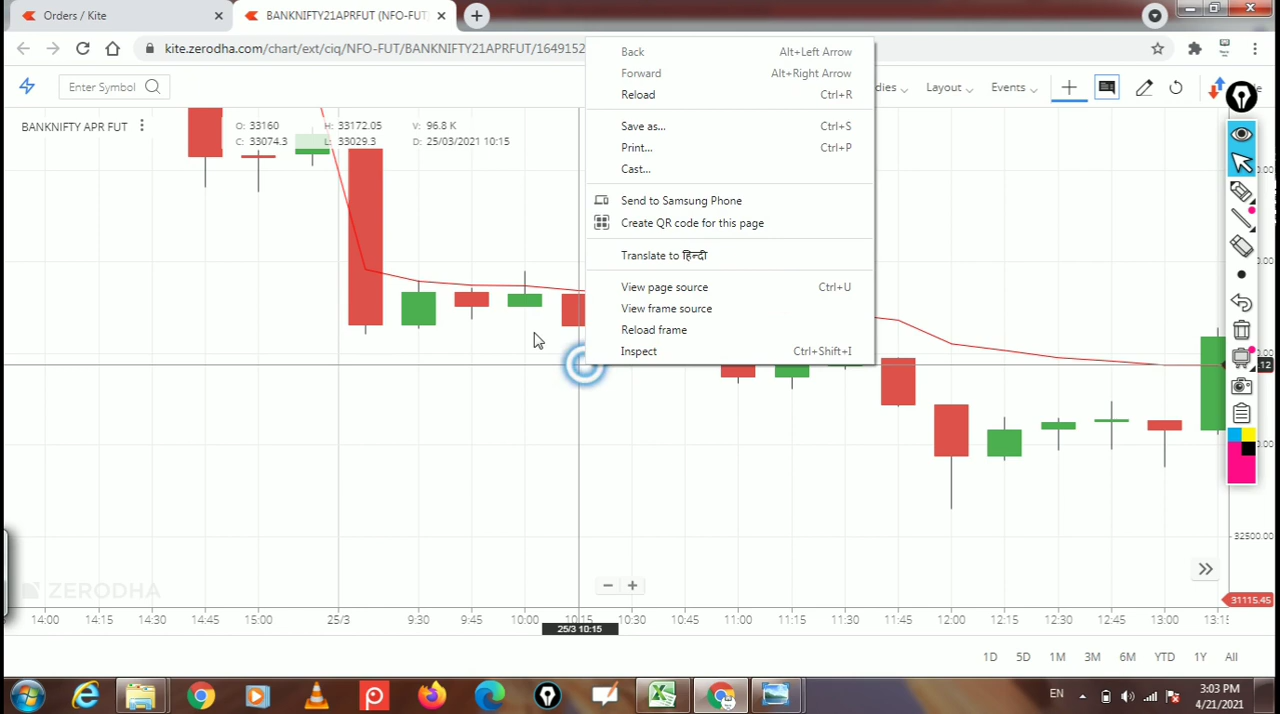 Orders / Kite
BANKNIFTY21APRFUT (NFO-FUT)
kite.zerodha.com/chart/ext/ciq/NFO-FUT/BANKNIFTY21APRFUT/1649152
Enter Symbol
dies
Layout
Events
BANKNIFTY APR FUT
O: 33160 H: 33172.05 V: 96.8 K
C: 33074.3 L: 33029.3 D: 25/03/2021 10:15
Back Alt+Left Arrow
Forward Alt+Right Arrow
Reload Ctrl+R
Save as... Ctrl+S
Print... Ctrl+P
Cast...
Send to Samsung Phone
Create QR code for this page
Translate to हिन्दी
View page source Ctrl+U
View frame source
Reload frame
Inspect Ctrl+Shift+I
.12
32500.00
31115.45
ZERODHA
14:00 14:15 14:30 14:45 15:00 25/3 9:30 9:45 10:00 10:15 10:30 10:45 11:00 11:15 11:30 11:45 12:00 12:15 12:30 12:45 13:00 13:15
25/3 10:15
1D 5D 1M 3M 6M YTD 1Y All
EN
3:03 PM
4/21/2021